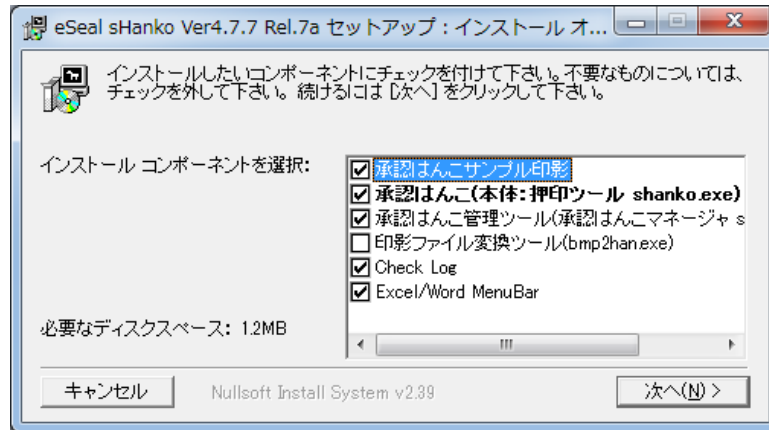 eSeal sHanko Ver4.7.7 Rel.7a セットアップ：インストール オ...
インストールしたいコンポーネントにチェックを付けて下さい。不要なものについては、
チェックを外して下さい。続けるには [次へ] をクリックして下さい。
インストール コンポーネントを選択:
承認はんこサンプル印影
承認はんこ(本体:押印ツール shanko.exe)
承認はんこ管理ツール(承認はんこマネージャ s
印影ファイル変換ツール(bmp2han.exe)
Check Log
Excel/Word MenuBar
必要なディスクスペース: 1.2MB
キャンセル
Nullsoft Install System v2.39
次へ(N) >